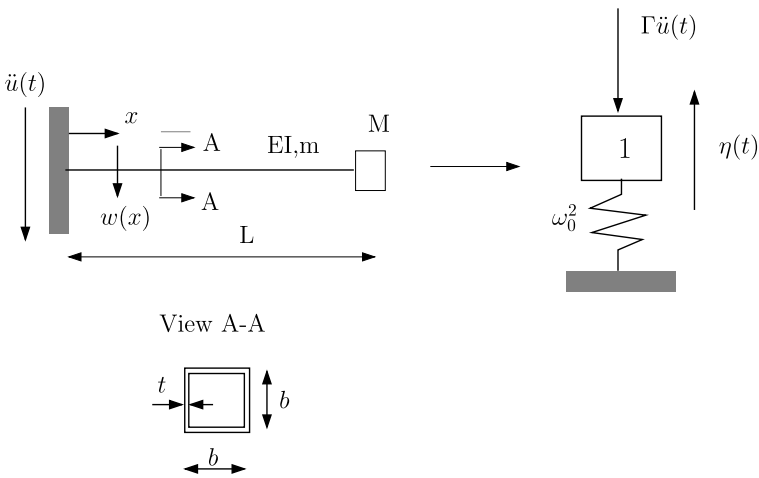 Γü(t)
ü(t)
x
M
A
EI,m
1
η(t)
A
w(x)
ω₀²
L
View A-A
t
b
b